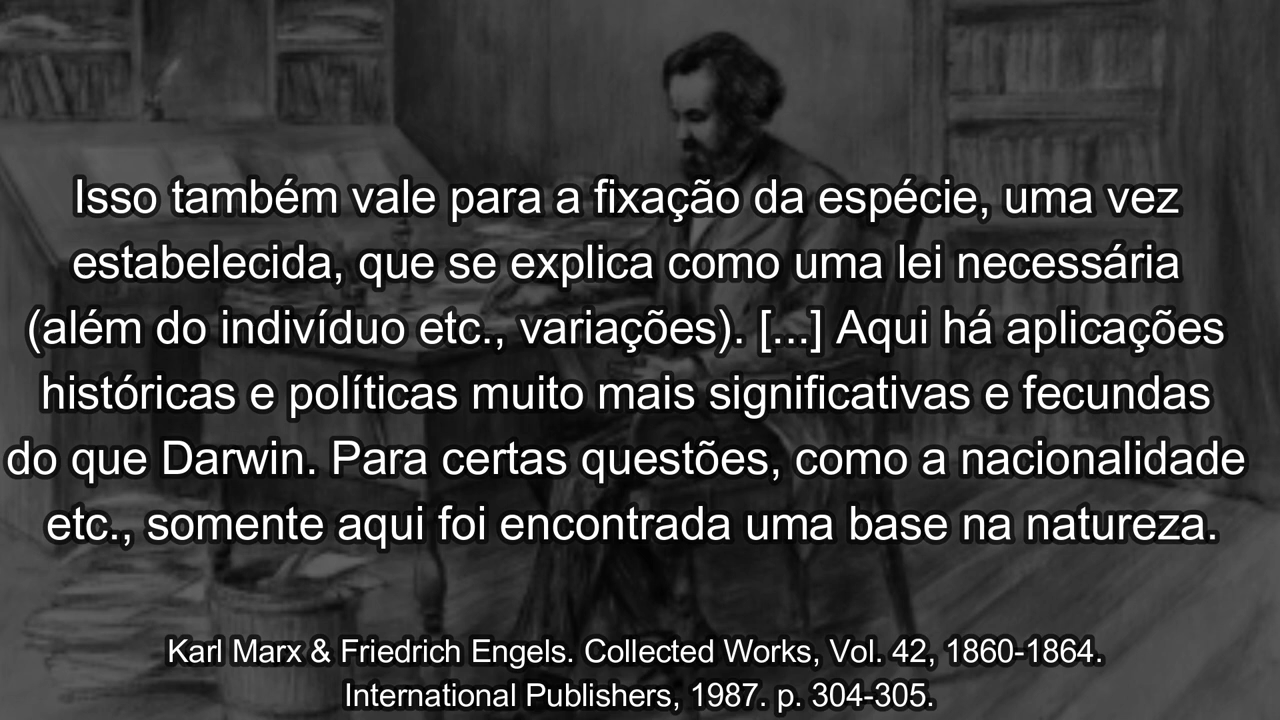 Isso também vale para a fixação da espécie, uma vez
estabelecida, que se explica como uma lei necessária
(além do indivíduo etc., variações). [...] Aqui há aplicações
históricas e políticas muito mais significativas e fecundas
do que Darwin. Para certas questões, como a nacionalidade
etc., somente aqui foi encontrada uma base na natureza.
Karl Marx & Friedrich Engels. Collected Works, Vol. 42, 1860-1864.
International Publishers, 1987. p. 304-305.